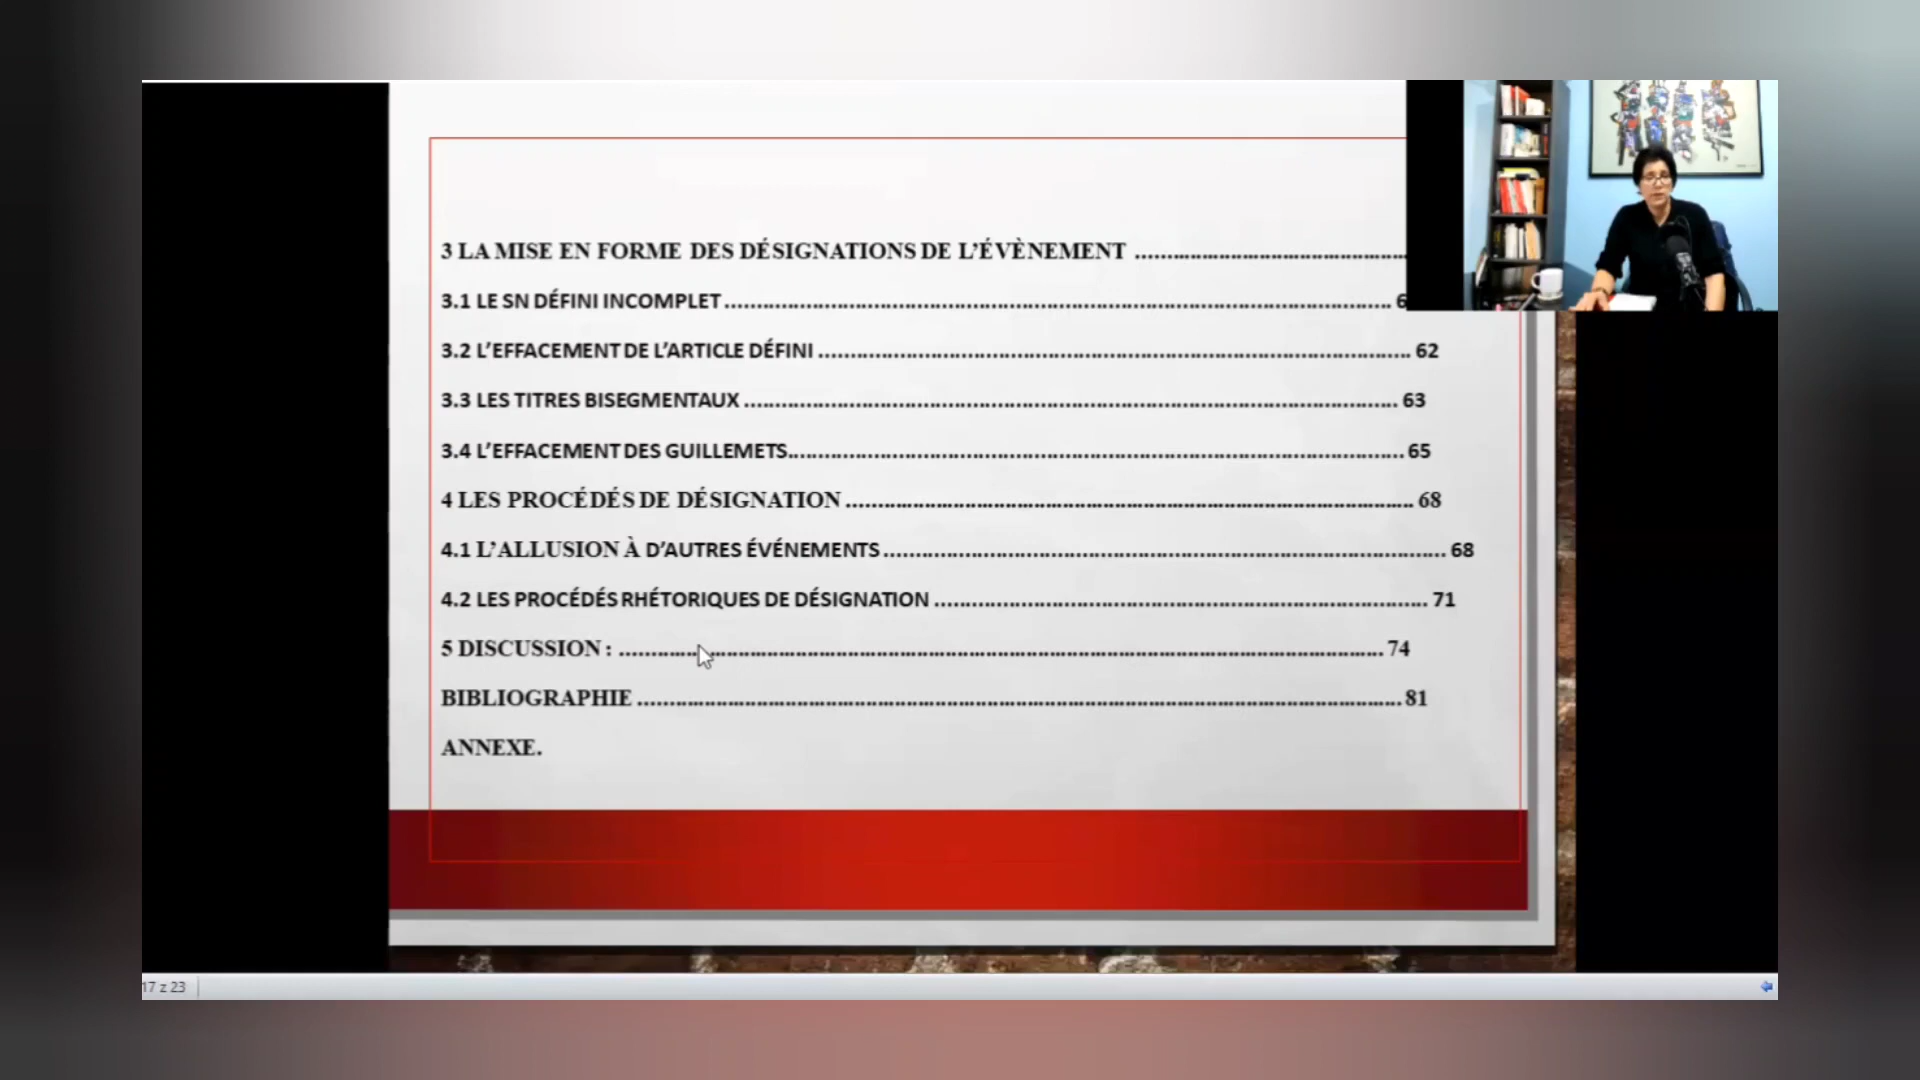 3 LA MISE EN FORME DES DÉSIGNATIONS DE L’ÉVÈNEMENT ................................................
3.1 LE SN DÉFINI INCOMPLET................................................................ 6
3.2 L’EFFACEMENT DE L’ARTICLE DÉFINI ................................................................ 62
3.3 LES TITRES BISEGMENTAUX ................................................................ 63
3.4 L’EFFACEMENT DES GUILLEMETS................................................................ 65
4 LES PROCÉDÉS DE DÉSIGNATION ................................................................ 68
4.1 L’ALLUSION À D’AUTRES ÉVÉNEMENTS................................................................ 68
4.2 LES PROCÉDÉS RHÉTORIQUES DE DÉSIGNATION ................................................................ 71
5 DISCUSSION : ................................................................ 74
BIBLIOGRAPHIE ................................................................ 81
ANNEXE.
17 z 23